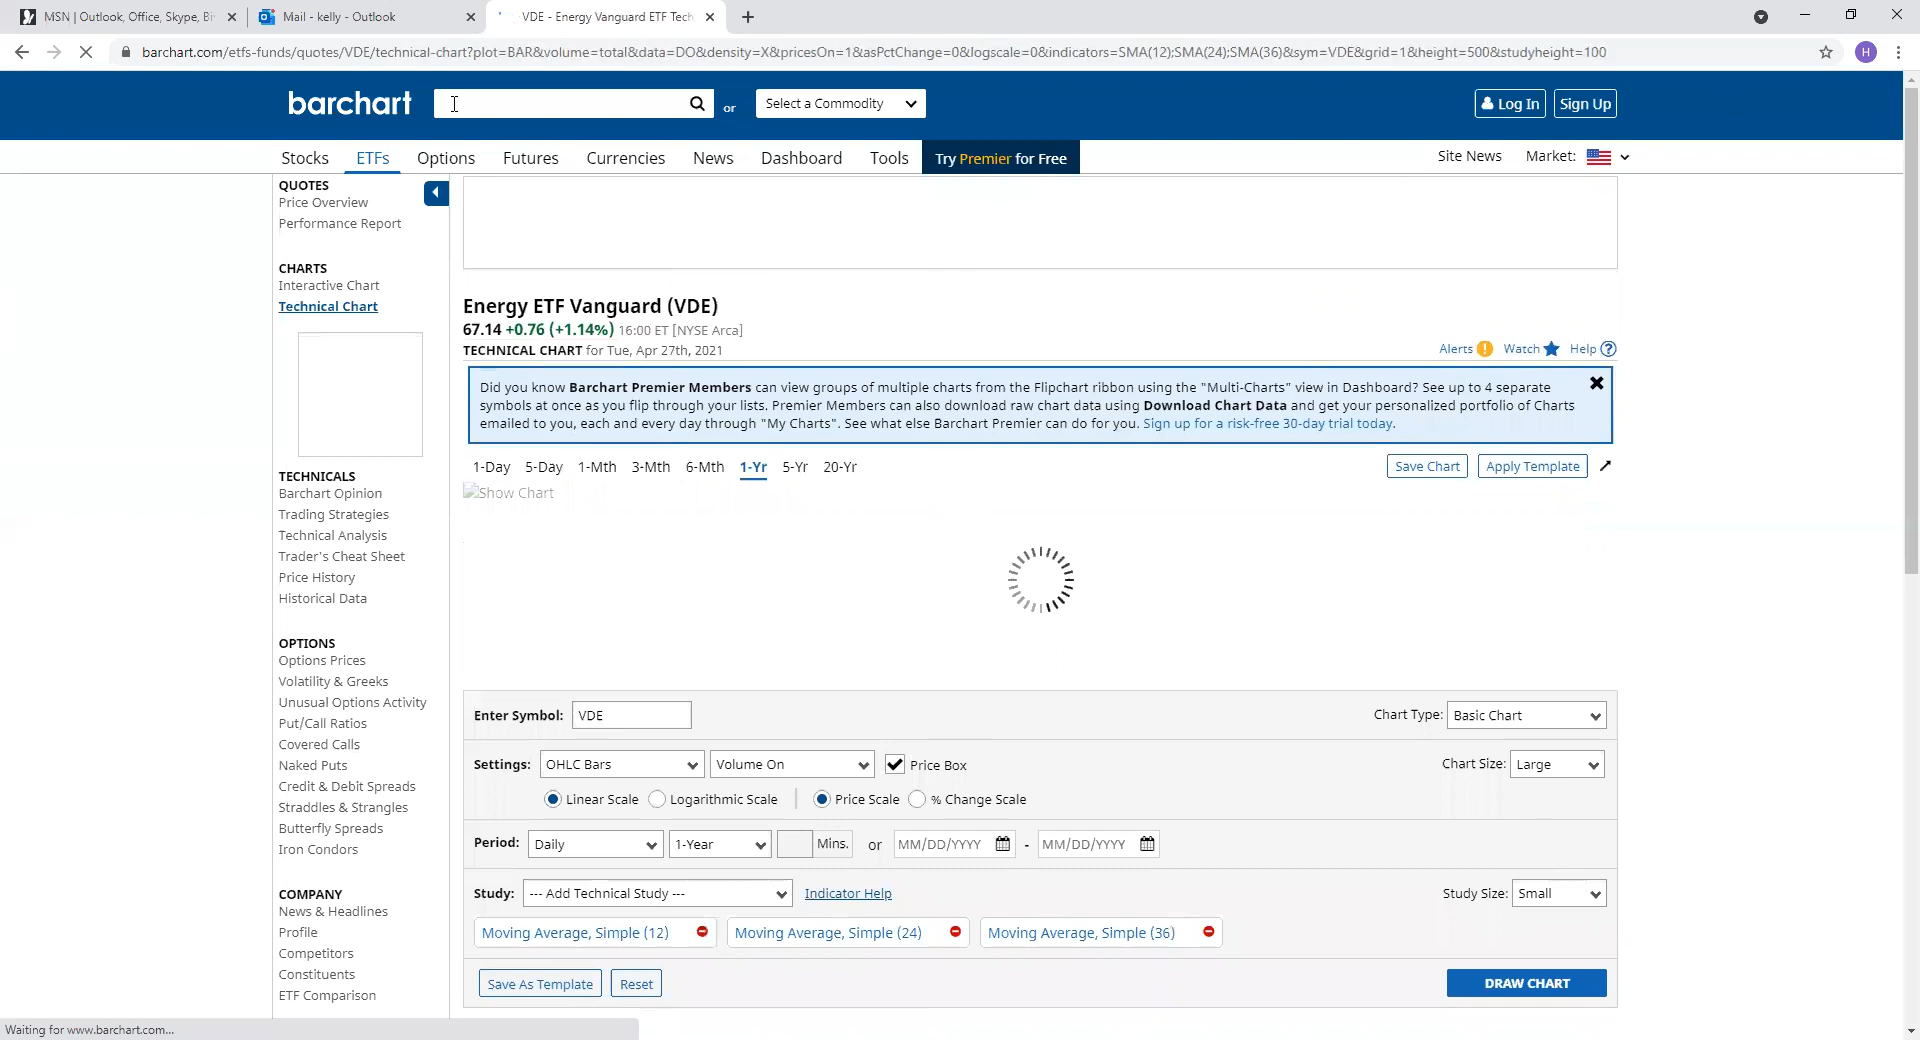 MSN | Outlook, Office, Skype, Bi
Mail - kelly - Outlook
VDE - Energy Vanguard ETF Tech
barchart.com/etfs-funds/quotes/VDE/technical-chart?plot=BAR&volume=total&data=DO&density=X&pricesOn=1&asPctChange=0&logscale=0&indicators=SMA(12);SMA(24);SMA(36)&sym=VDE&grid=1&height=500&studyheight=100
H
barchart
or
Select a Commodity
Log In
Sign Up
Stocks
ETFs
Options
Futures
Currencies
News
Dashboard
Tools
Try Premier for Free
Site News
Market:
QUOTES
Price Overview
Performance Report
CHARTS
Interactive Chart
Technical Chart
TECHNICALS
Barchart Opinion
Trading Strategies
Technical Analysis
Trader's Cheat Sheet
Price History
Historical Data
OPTIONS
Options Prices
Volatility & Greeks
Unusual Options Activity
Put/Call Ratios
Covered Calls
Naked Puts
Credit & Debit Spreads
Straddles & Strangles
Butterfly Spreads
Iron Condors
COMPANY
News & Headlines
Profile
Competitors
Constituents
ETF Comparison
Energy ETF Vanguard (VDE)
67.14 +0.76 (+1.14%) 16:00 ET [NYSE Arca]
TECHNICAL CHART for Tue, Apr 27th, 2021
Alerts ! Watch Help ?
Did you know Barchart Premier Members can view groups of multiple charts from the Flipchart ribbon using the "Multi-Charts" view in Dashboard? See up to 4 separate
symbols at once as you flip through your lists. Premier Members can also download raw chart data using Download Chart Data and get your personalized portfolio of Charts
emailed to you, each and every day through "My Charts". See what else Barchart Premier can do for you. Sign up for a risk-free 30-day trial today.
1-Day 5-Day 1-Mth 3-Mth 6-Mth 1-Yr 5-Yr 20-Yr
Save Chart
Apply Template
Show Chart
Enter Symbol: VDE
Chart Type: Basic Chart
Settings: OHLC Bars Volume On Price Box
Chart Size: Large
Linear Scale Logarithmic Scale Price Scale % Change Scale
Period: Daily 1-Year Mins. or MM/DD/YYYY - MM/DD/YYYY
Study: --- Add Technical Study --- Indicator Help
Study Size: Small
Moving Average, Simple (12) Moving Average, Simple (24) Moving Average, Simple (36)
Save As Template
Reset
DRAW CHART
Waiting for www.barchart.com...